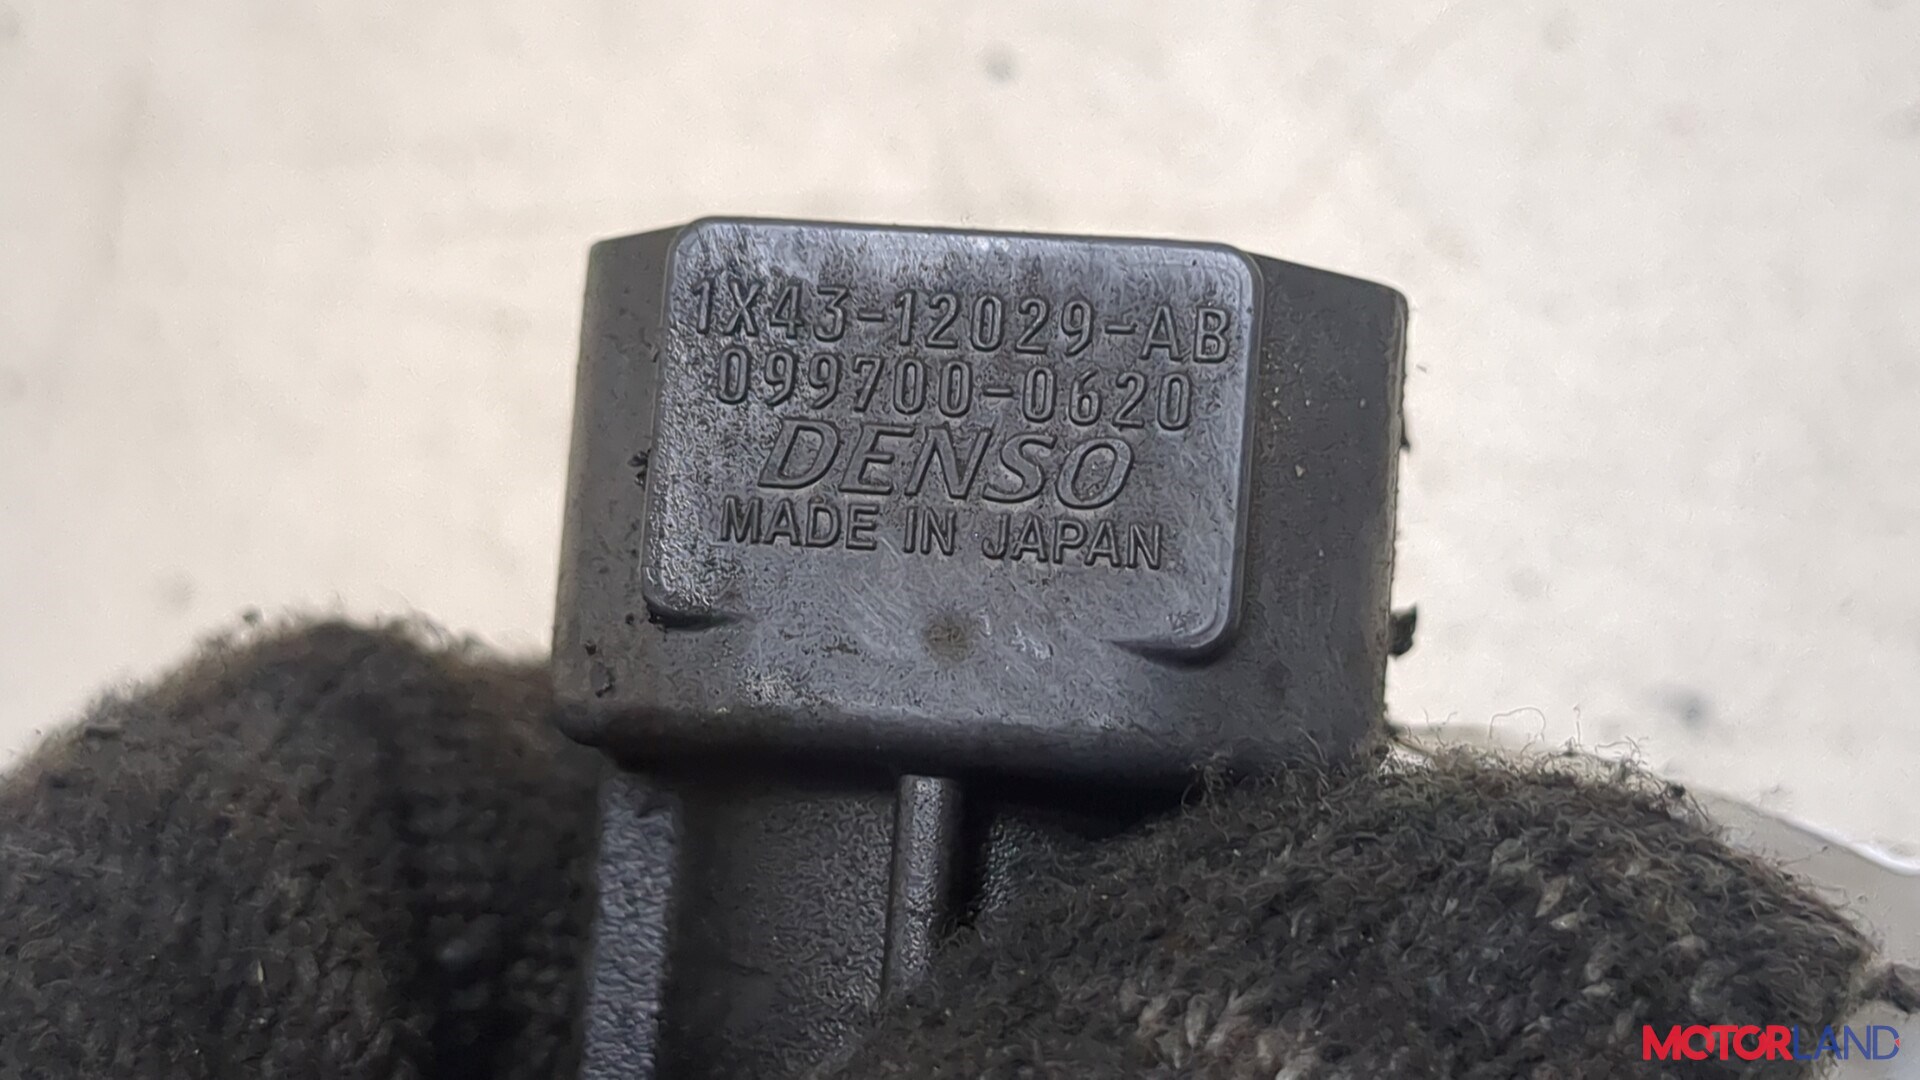 1X43-12029-AB
099700-0620
DENSO
MADE IN JAPAN
MOTORLAND